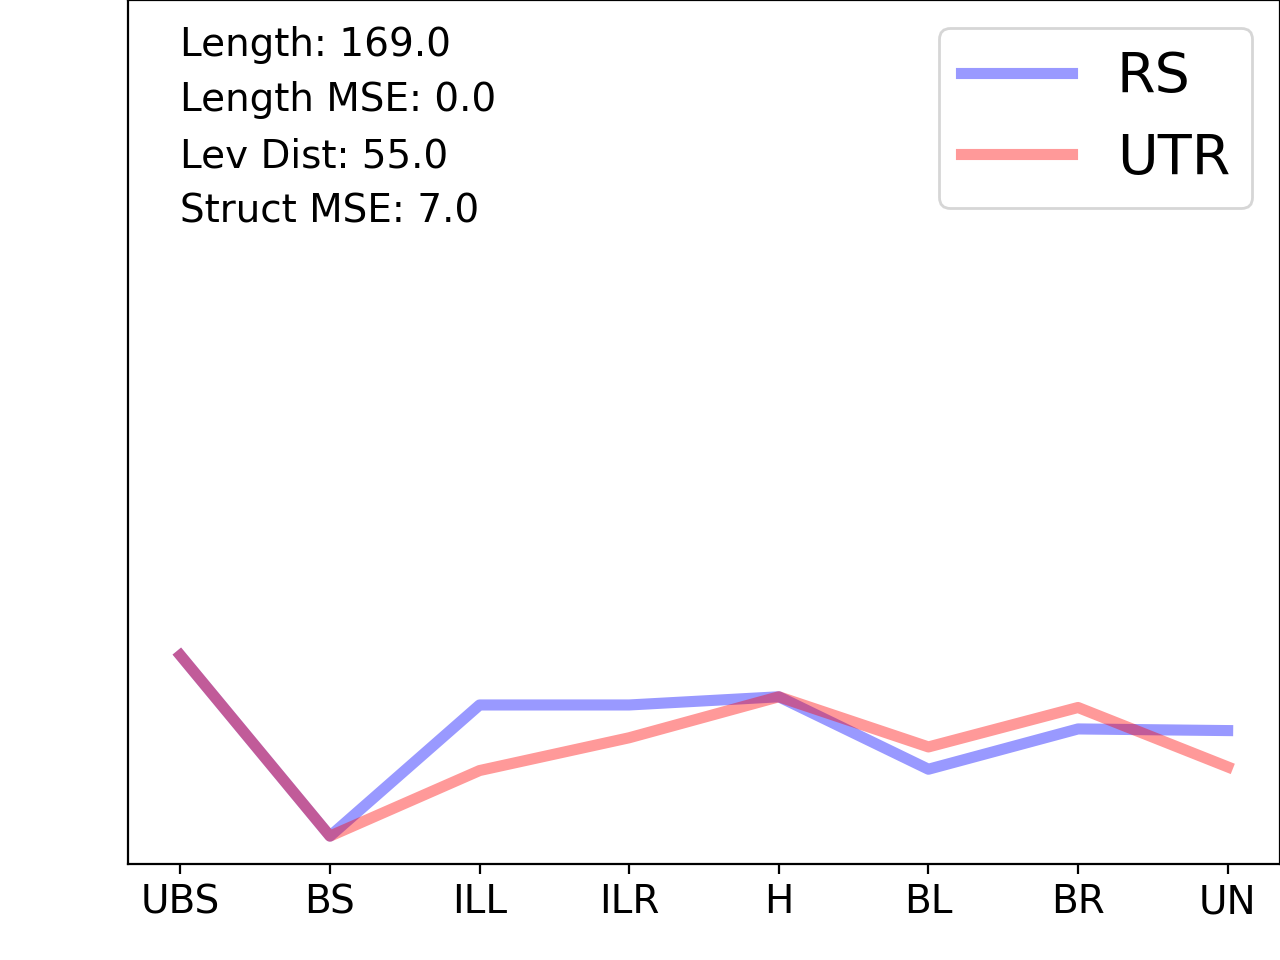 Length: 169.0
Length MSE: 0.0
Lev Dist: 55.0
Struct MSE: 7.0
RS
UTR
UBS BS ILL ILR H BL BR UN